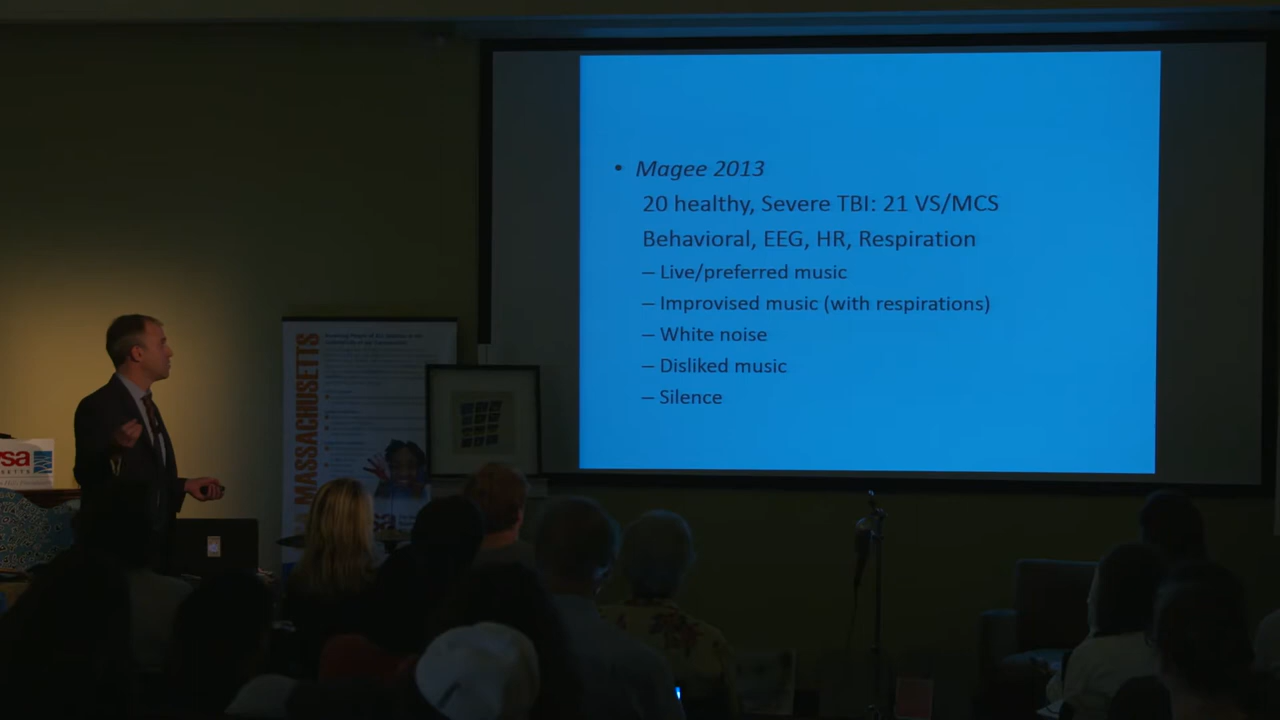 • Magee 2013
20 healthy, Severe TBI: 21 VS/MCS
Behavioral, EEG, HR, Respiration
– Live/preferred music
– Improvised music (with respirations)
– White noise
– Disliked music
– Silence
MASSACHUSETTS